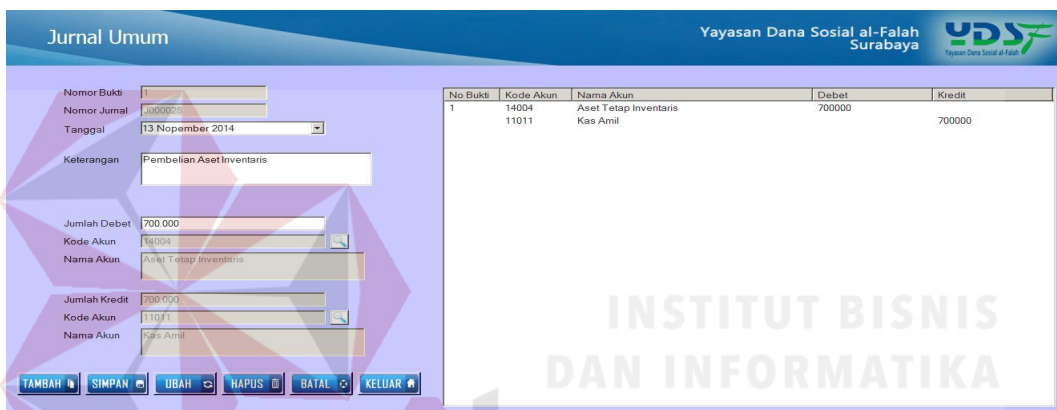 Jurnal Umum
Yayasan Dana Sosial al-Falah
Surabaya
YDSF
Yayasan Dana Sosial al-Falah
Nomor Bukti 1
Nomor Jurnal J000028
Tanggal 13 Nopember 2014
Keterangan Pembelian Aset Inventaris
Jumlah Debet 700.000
Kode Akun 14004
Nama Akun Aset Tetap Inventaris
Jumlah Kredit 700.000
Kode Akun 11011
Nama Akun Kas Amil
TAMBAH SIMPAN UBAH HAPUS BATAL KELUAR
No Bukti Kode Akun Nama Akun Debet Kredit
1 14004 Aset Tetap Inventaris 700000
11011 Kas Amil 700000
INSTITUT BISNIS
DAN INFORMATIKA